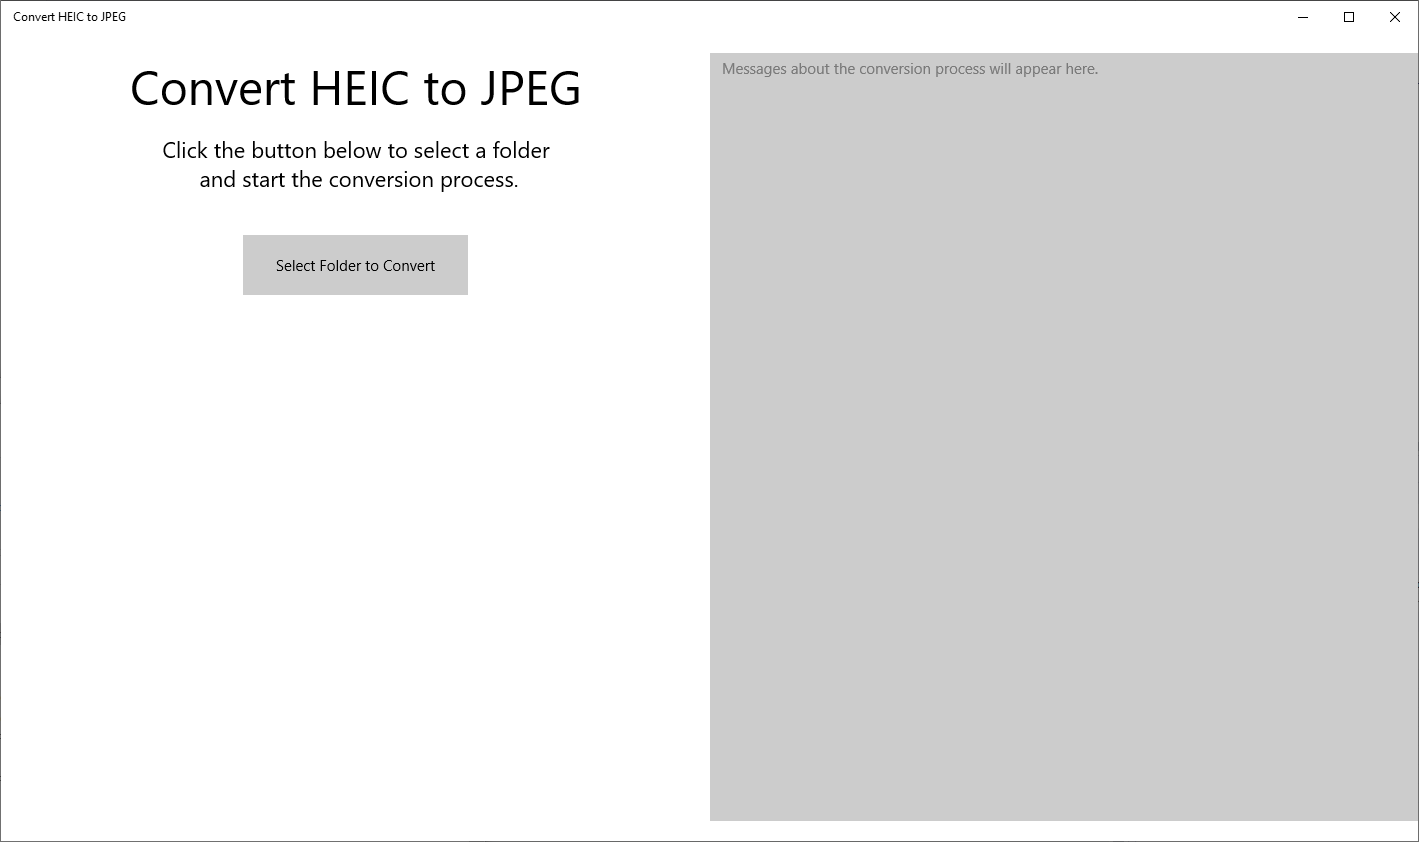 Convert HEIC to JPEG
Convert HEIC to JPEG
Click the button below to select a folder
and start the conversion process.
Select Folder to Convert
Messages about the conversion process will appear here.